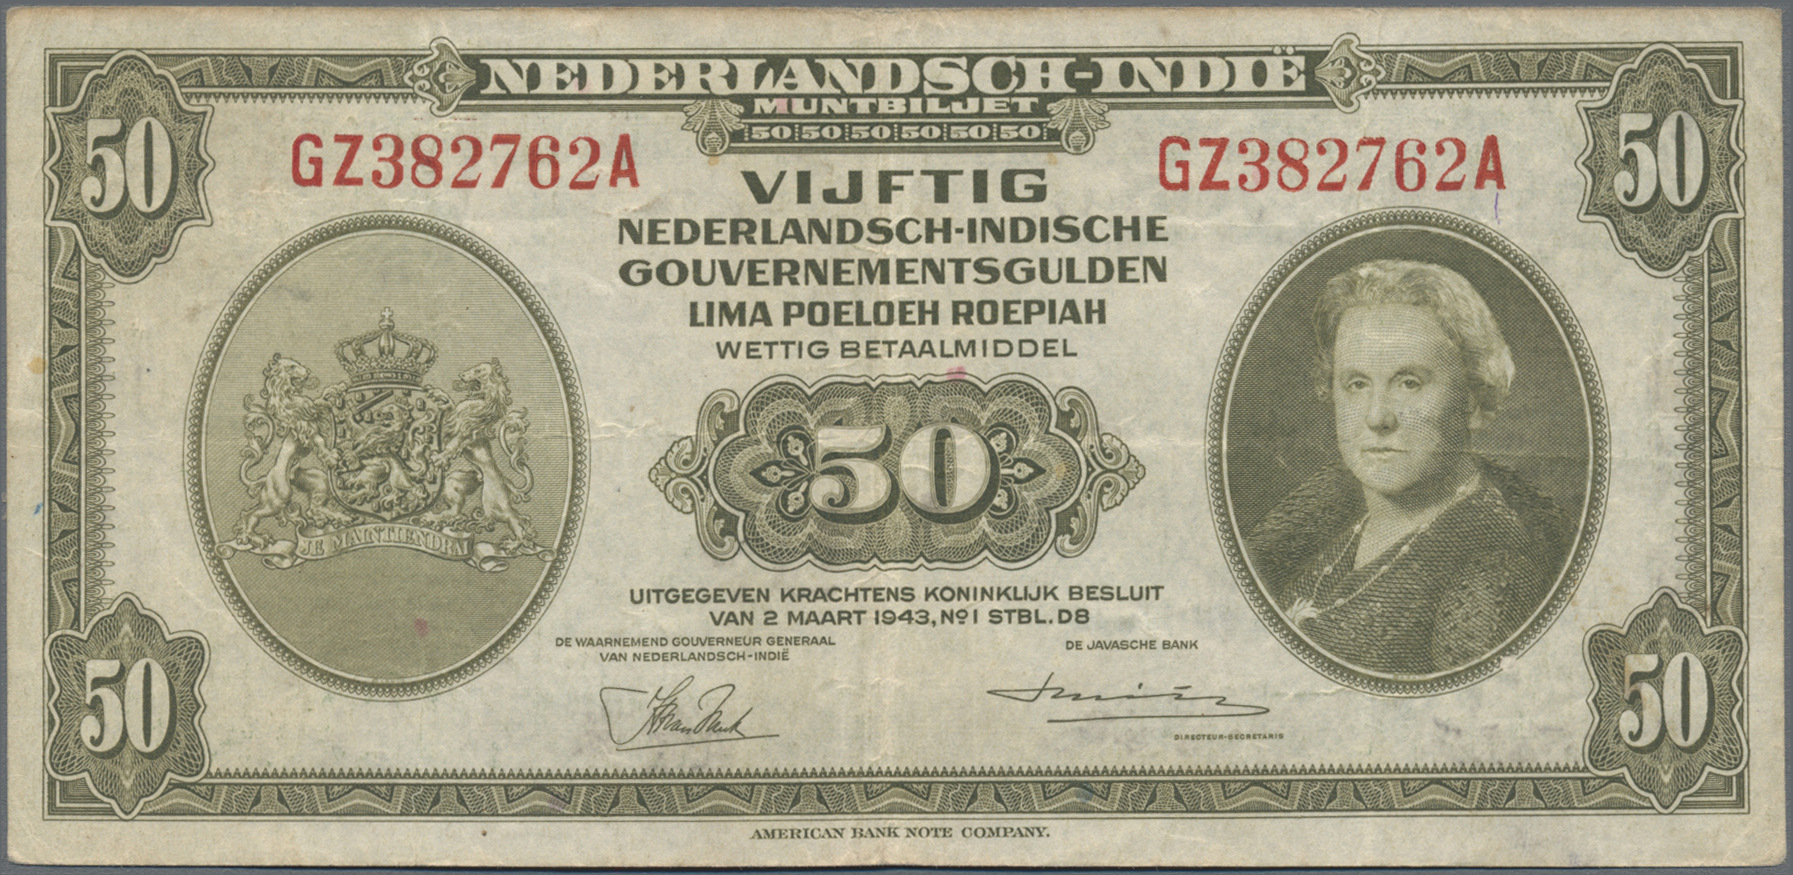 NEDERLANDSCH-INDIË
MUNTBILJET
50 50 50 50 50 50
50
50
GZ382762A
GZ382762A
VIJFTIG
NEDERLANDSCH-INDISCHE
GOUVERNEMENTSGULDEN
LIMA POELOEH ROEPIAH
WETTIG BETAALMIDDEL
50
JE MAINTIENDRAI
UITGEGEVEN KRACHTENS KONINKLIJK BESLUIT
VAN 2 MAART 1943, Nº 1 STBL. D8
DE WAARNEMEND GOUVERNEUR GENERAAL
VAN NEDERLANDSCH-INDIË
DE JAVASCHE BANK
DIRECTEUR-SECRETARIS
50
50
AMERICAN BANK NOTE COMPANY.